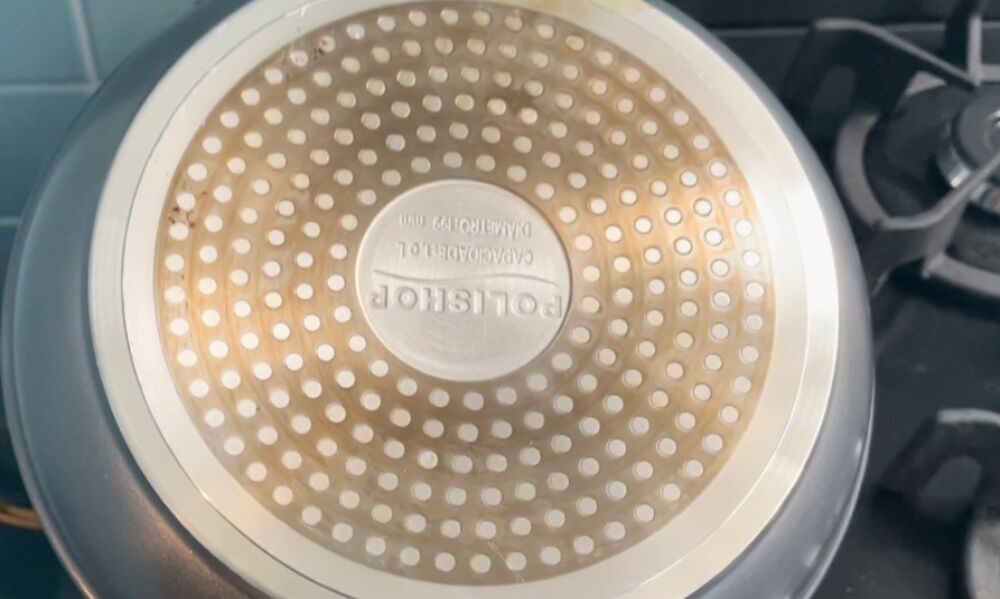 POLISHOP
CAPACIDADE: 1.0 L
DIÂMETRO: 199 mm